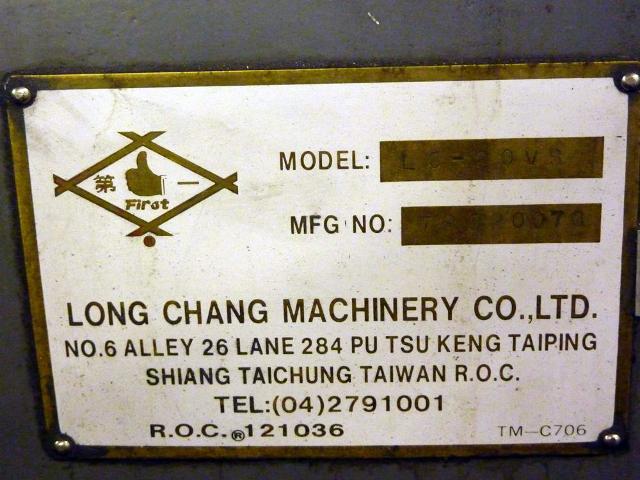 第 一
First
MODEL:
MFG NO:
LONG CHANG MACHINERY CO.,LTD.
NO.6 ALLEY 26 LANE 284 PU TSU KENG TAIPING
SHIANG TAICHUNG TAIWAN R.O.C.
TEL:(04)2791001
R.O.C.®121036
TM-C706